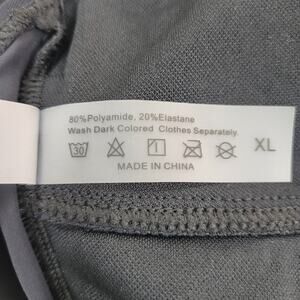 80%Polyamide, 20%Elastane
Wash Dark Colored Clothes Separately.
30
XL
MADE IN CHINA